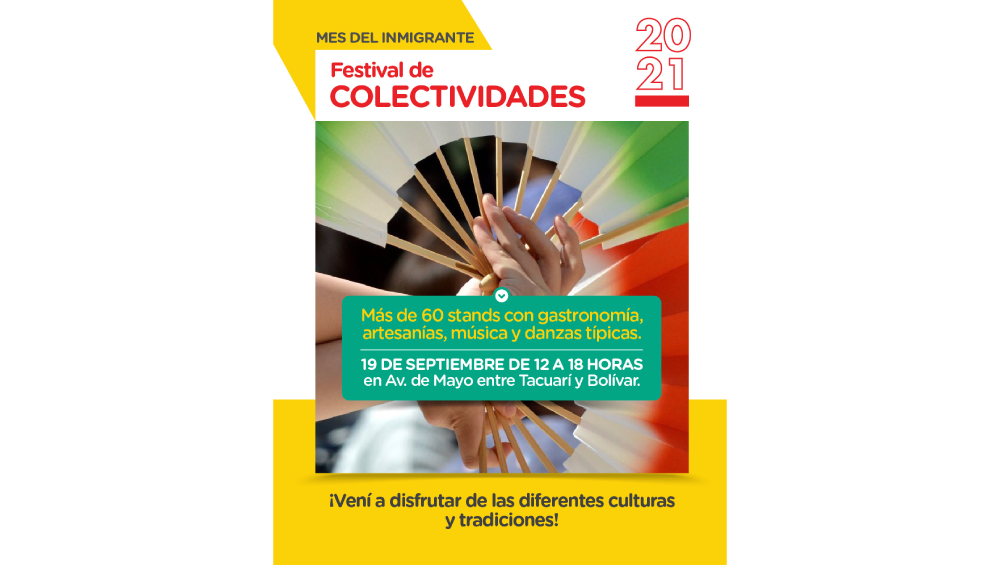 MES DEL INMIGRANTE
Festival de
COLECTIVIDADES
20
21
Más de 60 stands con gastronomía,
artesanías, música y danzas típicas.
19 DE SEPTIEMBRE DE 12 A 18 HORAS
en Av. de Mayo entre Tacuarí y Bolívar.
¡Vení a disfrutar de las diferentes culturas
y tradiciones!